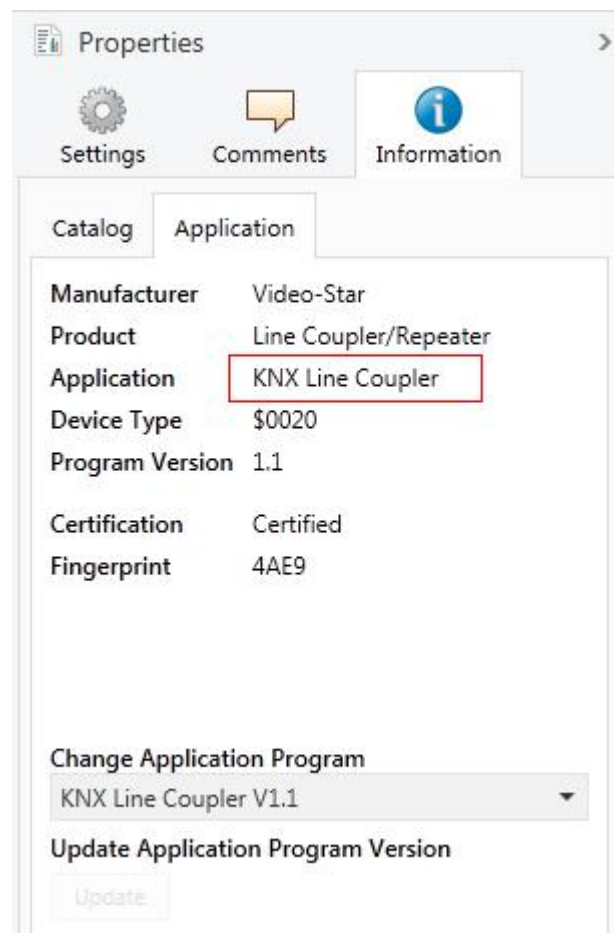 Properties
Settings Comments Information
Catalog Application
Manufacturer Video-Star
Product Line Coupler/Repeater
Application KNX Line Coupler
Device Type $0020
Program Version 1.1
Certification Certified
Fingerprint 4AE9
Change Application Program
KNX Line Coupler V1.1
Update Application Program Version
Update